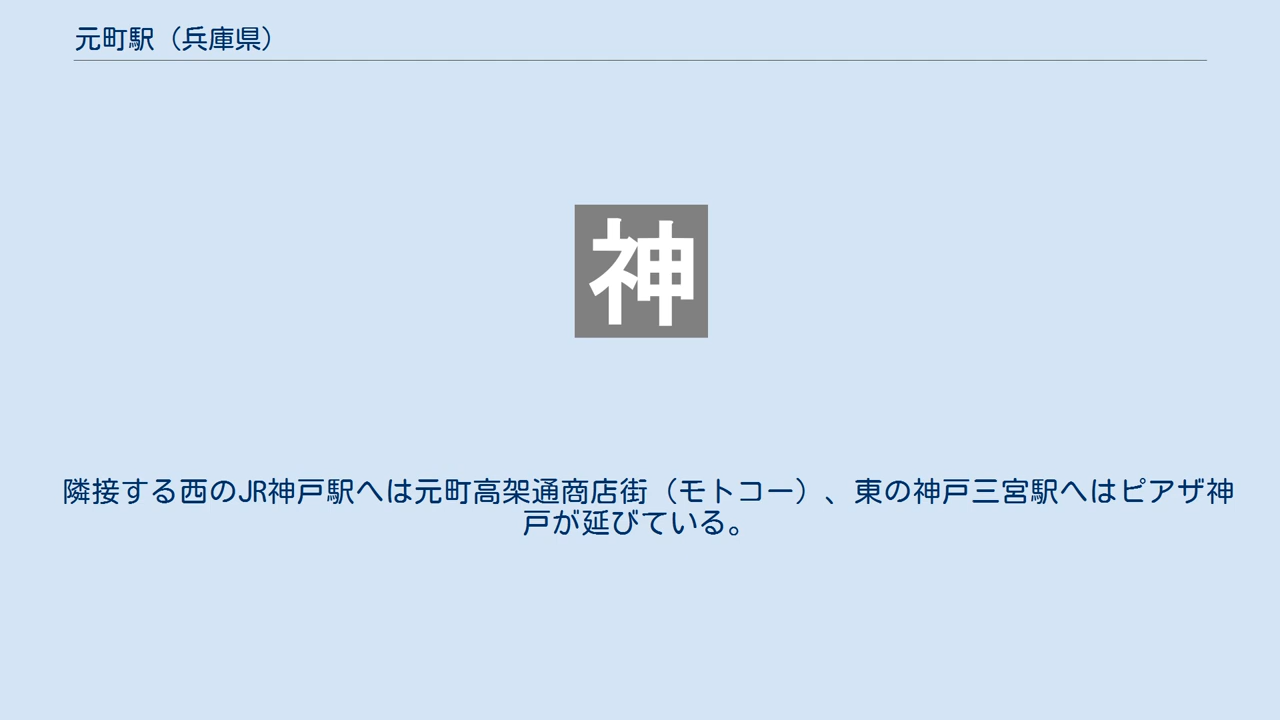 元町駅（兵庫県）
神
隣接する西のJR神戸駅へは元町高架通商店街（モトコー）、東の神戸三宮駅へはピアザ神
戸が延びている。